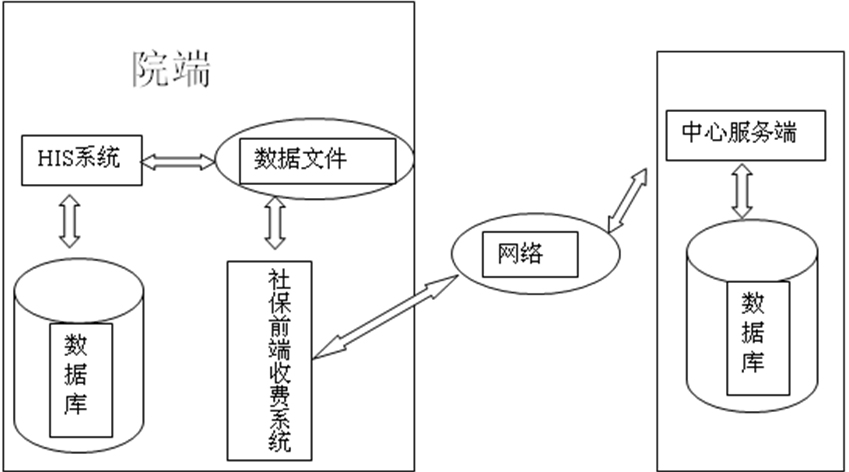 院端
HIS系统
数据文件
中心服务端
网络
社保前端收费系统
数据库
数据库